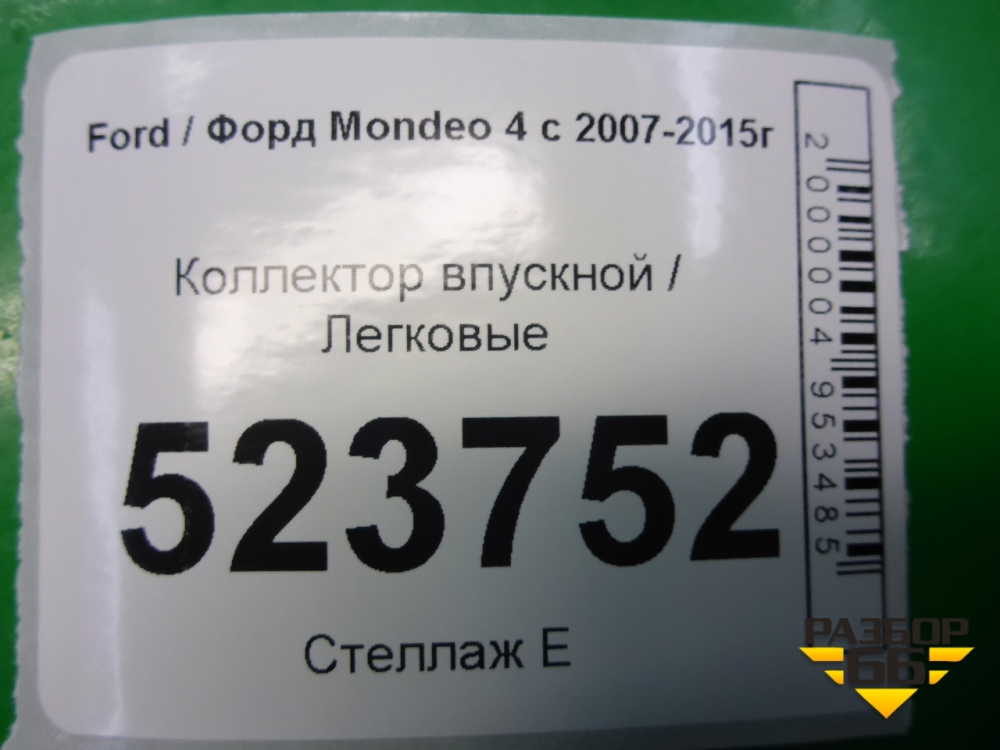 Ford / Форд Mondeo 4 с 2007-2015г
Коллектор впускной /
Легковые
523752
Стеллаж Е
2000004953485
РАЗБОР
66